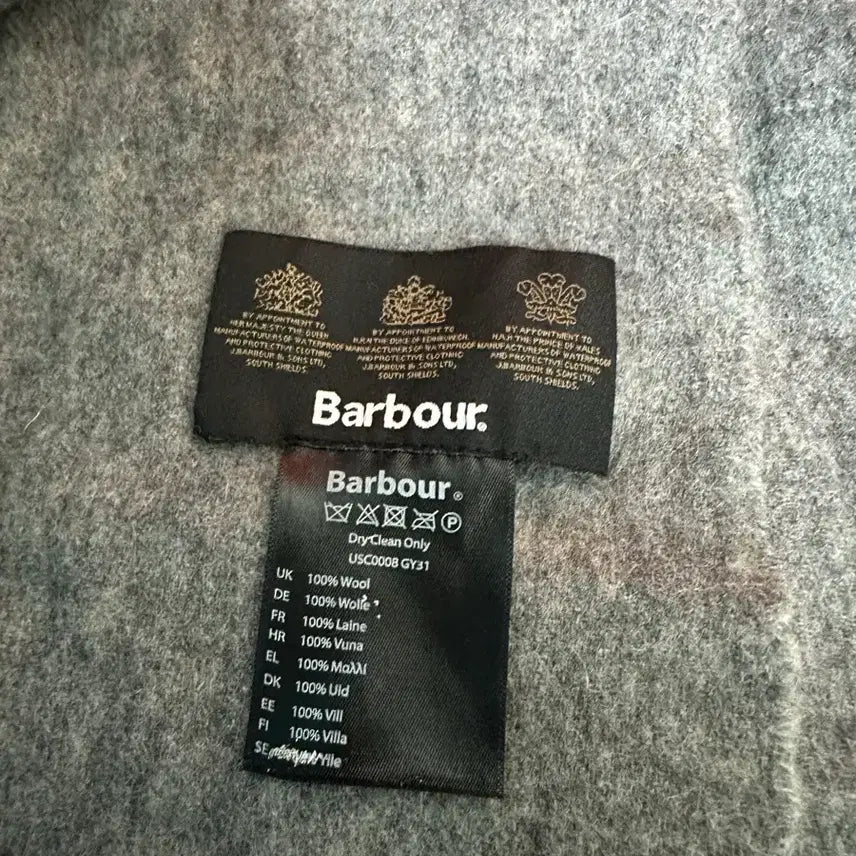 BY APPOINTMENT TO
HER MAJESTY THE QUEEN
MANUFACTURERS OF WATERPROOF
AND PROTECTIVE CLOTHING
J.BARBOUR & SONS LTD,
SOUTH SHIELDS.
BY APPOINTMENT TO
H.R.H THE DUKE OF EDINBURGH
MANUFACTURERS OF WATERPROOF
AND PROTECTIVE CLOTHING
J.BARBOUR & SONS LTD,
SOUTH SHIELDS.
BY APPOINTMENT TO
H.R.H. THE PRINCE OF WALES
MANUFACTURERS OF WATERPROOF
AND PROTECTIVE CLOTHING
J.BARBOUR & SONS LTD,
SOUTH SHIELDS.
Barbour®
Barbour®
P
Dry Clean Only
USC0008 GY31
UK 100% Wool
DE 100% Wolle
FR 100% Laine
HR 100% Vuna
EL 100% Μαλλί
DK 100% Uld
EE 100% Vill
FI 100% Villa
SE Ylle